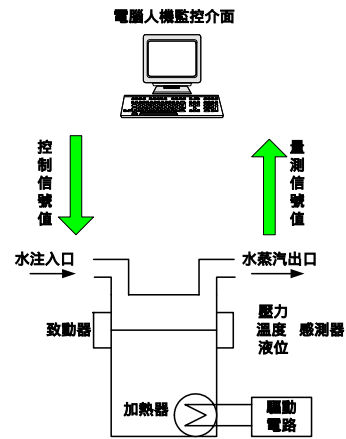 電腦人機監控介面
控制信號值
量測信號值
水注入口
水蒸汽出口
致動器
壓力
溫度 感測器
液位
加熱器
驅動
電路